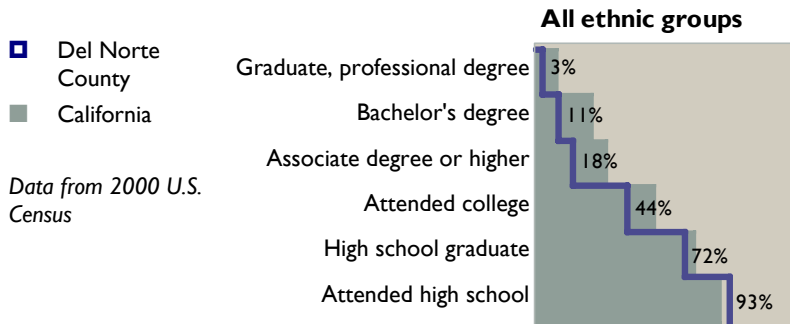 All ethnic groups
Del Norte
County
California
Data from 2000 U.S.
Census
Graduate, professional degree 3%
Bachelor's degree 11%
Associate degree or higher 18%
Attended college 44%
High school graduate 72%
Attended high school 93%